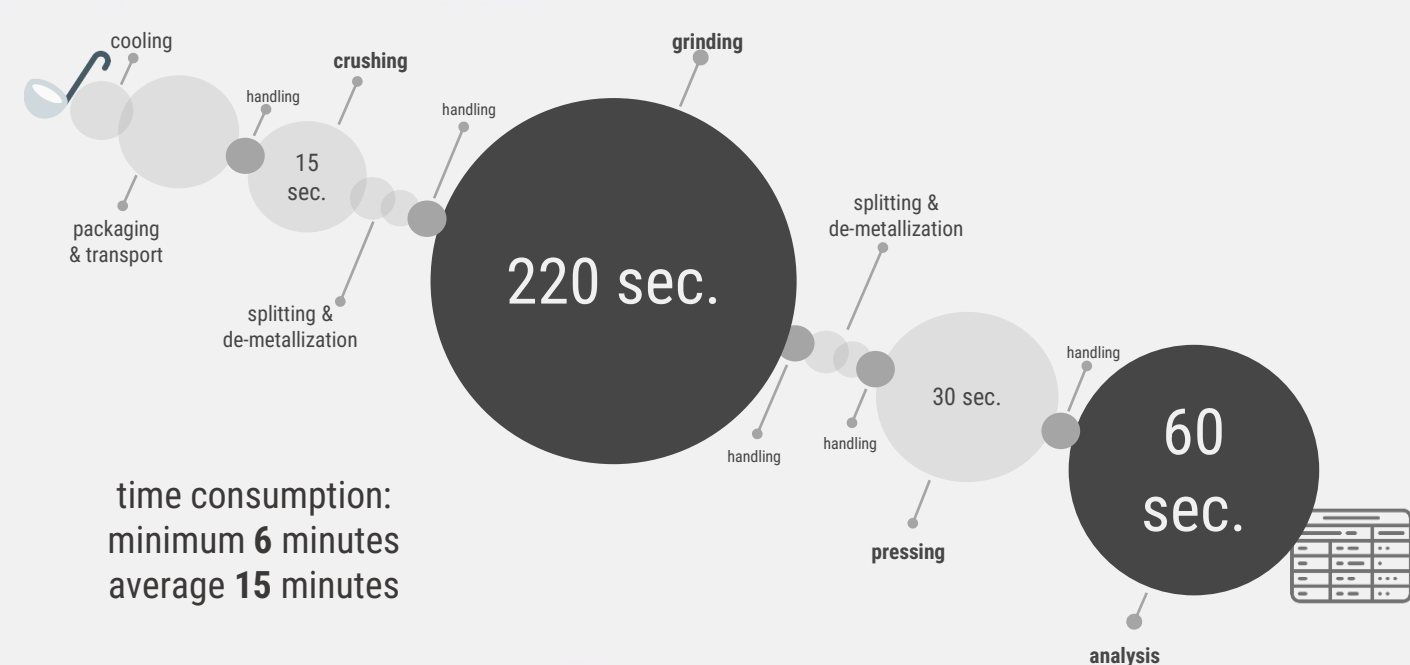 cooling
crushing
grinding
handling
handling
15
sec.
packaging
& transport
splitting &
de-metallization
220 sec.
splitting &
de-metallization
handling
handling
30 sec.
handling
60
sec.
pressing
analysis
time consumption:
minimum 6 minutes
average 15 minutes